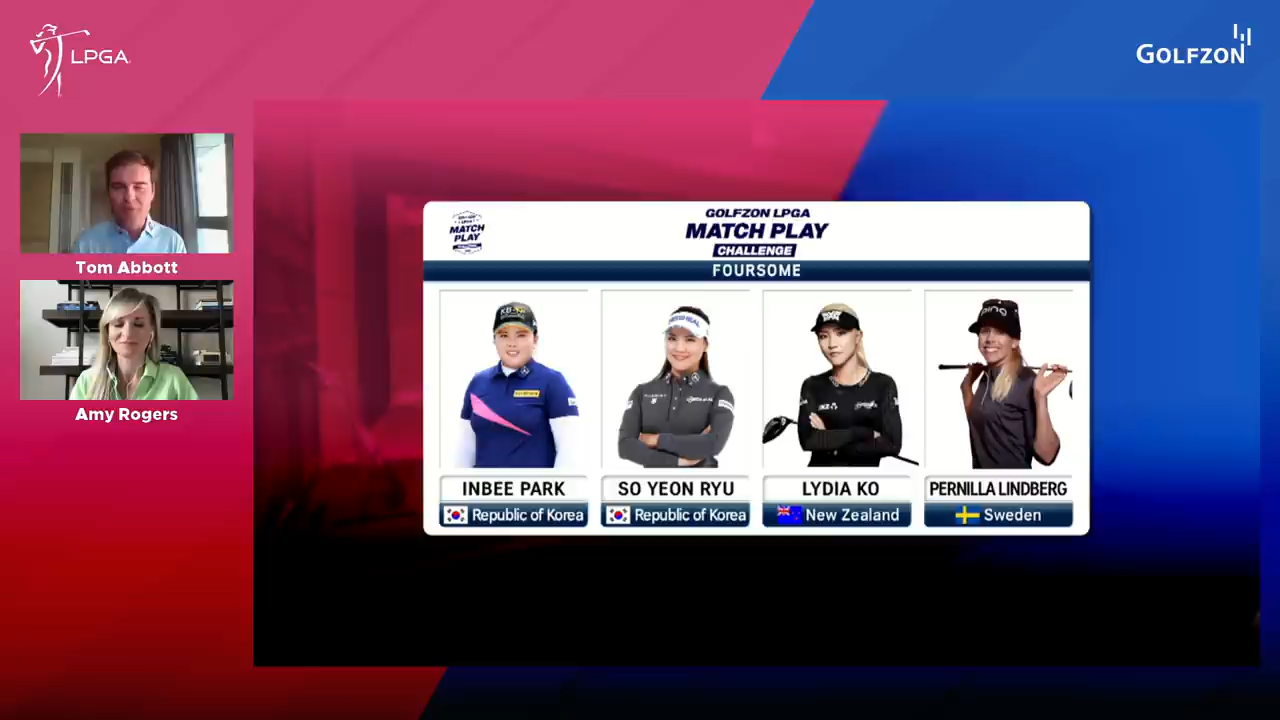 LPGA
GOLFZON
Tom Abbott
Amy Rogers
MATCH
PLAY
GOLFZON LPGA
MATCH PLAY
CHALLENGE
FOURSOME
ping
INBEE PARK
SO YEON RYU
LYDIA KO
PERNILLA LINDBERG
Republic of Korea
Republic of Korea
New Zealand
Sweden